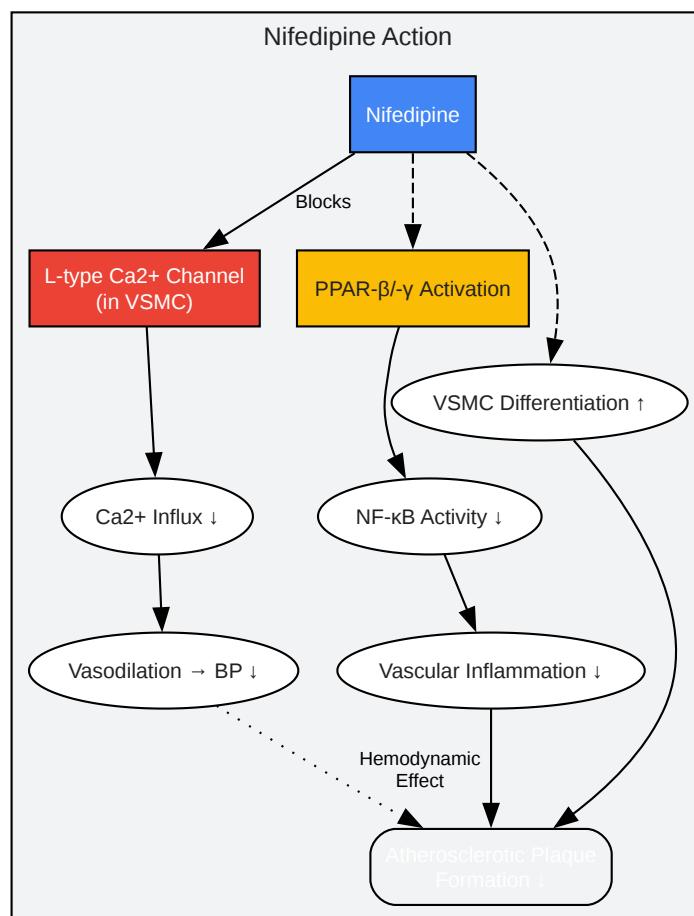 Nifedipine Action
Nifedipine
Blocks
L-type Ca2+ Channel
(in VSMC)
PPAR-β/-γ Activation
VSMC Differentiation ↑
Ca2+ Influx ↓
NF-κB Activity ↓
Vasodilation → BP ↓
Vascular Inflammation ↓
Hemodynamic
Effect
Atherosclerotic Plaque
Formation ↓